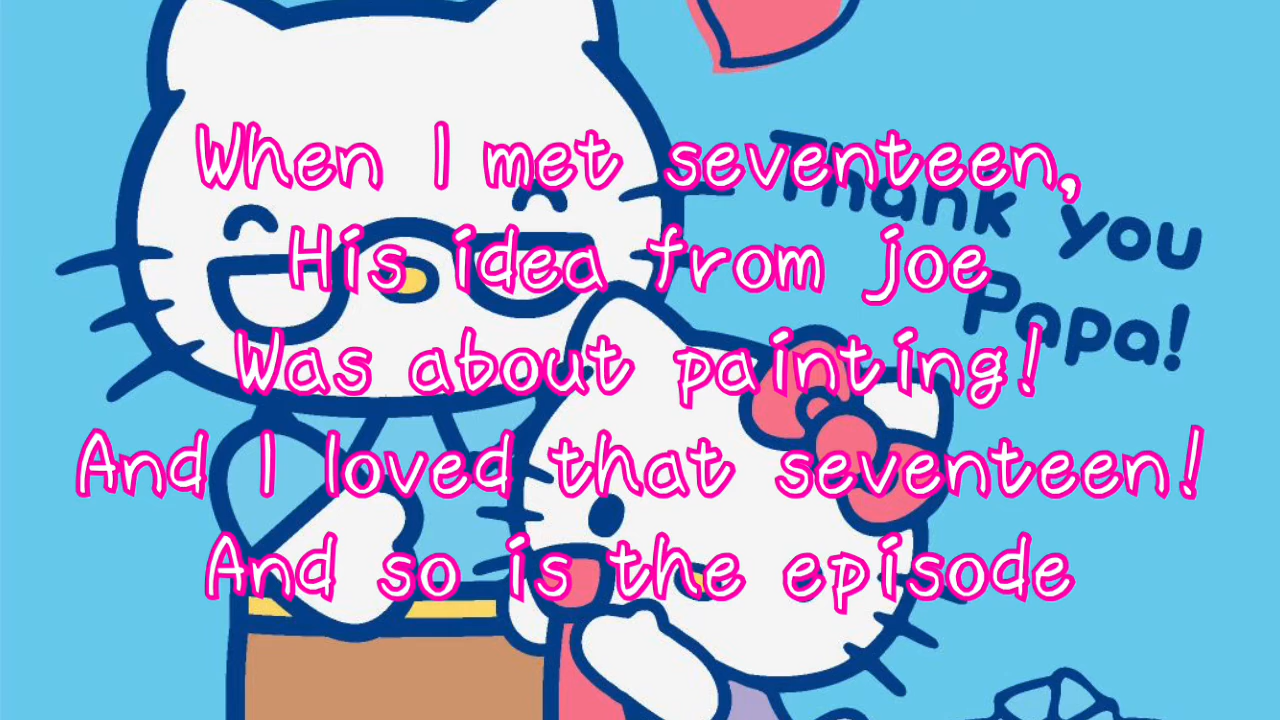 When I met seventeen,
His idea from joe
Was about painting!
And I loved that seventeen!
And so is the episode
Thank you
Papa!